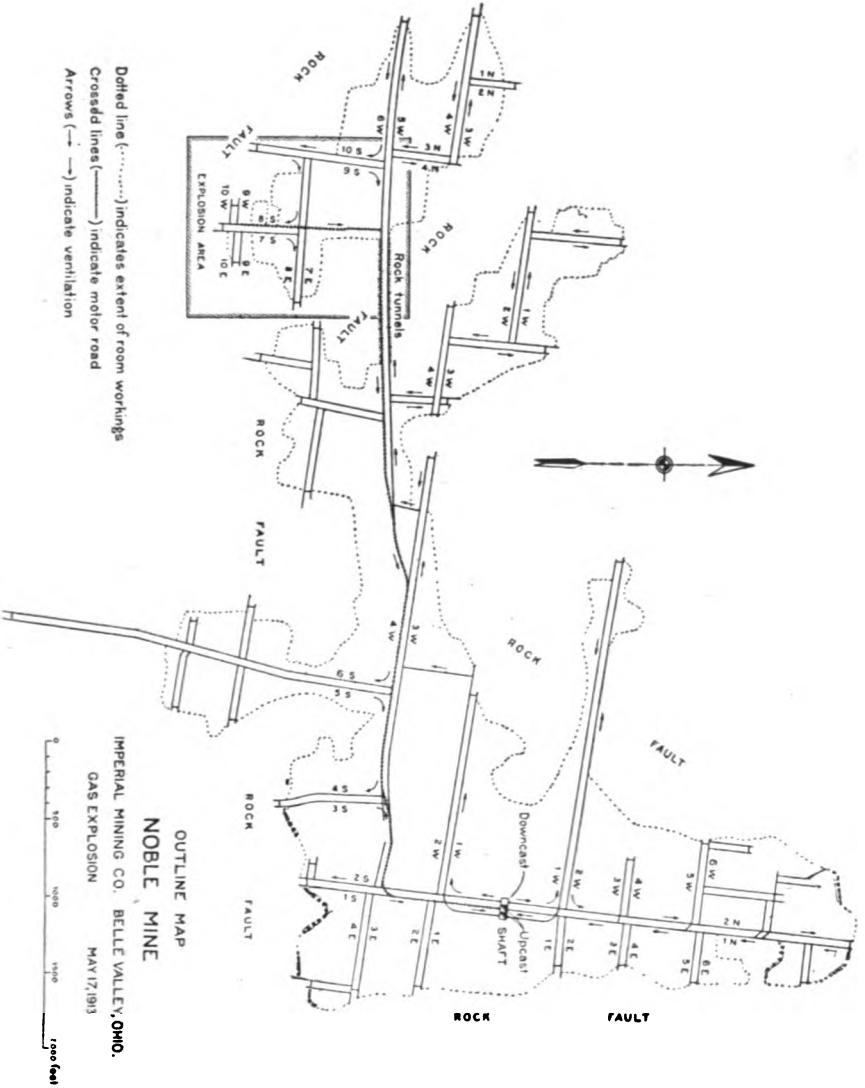 ROCK
FAULT
ROCK
FAULT
ROCK
FAULT
ROCK
ROCK
FAULT
ROCK
FAULT
ROCK
FAULT
1 N
2 N
3 W
4 W
5 W
6 W
3 N
4 N
10 S
9 S
8 S
7 S
9 W
10 W
9 E
10 E
7 E
8 E
EXPLOSION AREA
Rock tunnels
1 W
2 W
3 W
4 W
3 W
4 W
6 S
5 S
4 S
3 S
2 S
1 S
1 W
2 W
1 E
2 E
3 E
4 E
Downcast
Upcast
SHAFT
2 W
1 W
2 E
1 E
4 W
3 W
4 E
3 E
6 W
5 W
6 E
5 E
2 N
1 N
Dotted line (.........) indicates extent of room workings
Crossed lines (———) indicate motor road
Arrows (→ →) indicate ventilation
OUTLINE MAP
NOBLE MINE
IMPERIAL MINING CO. BELLE VALLEY, OHIO.
GAS EXPLOSION MAY 17, 1913
0 500 1000 1500 feet